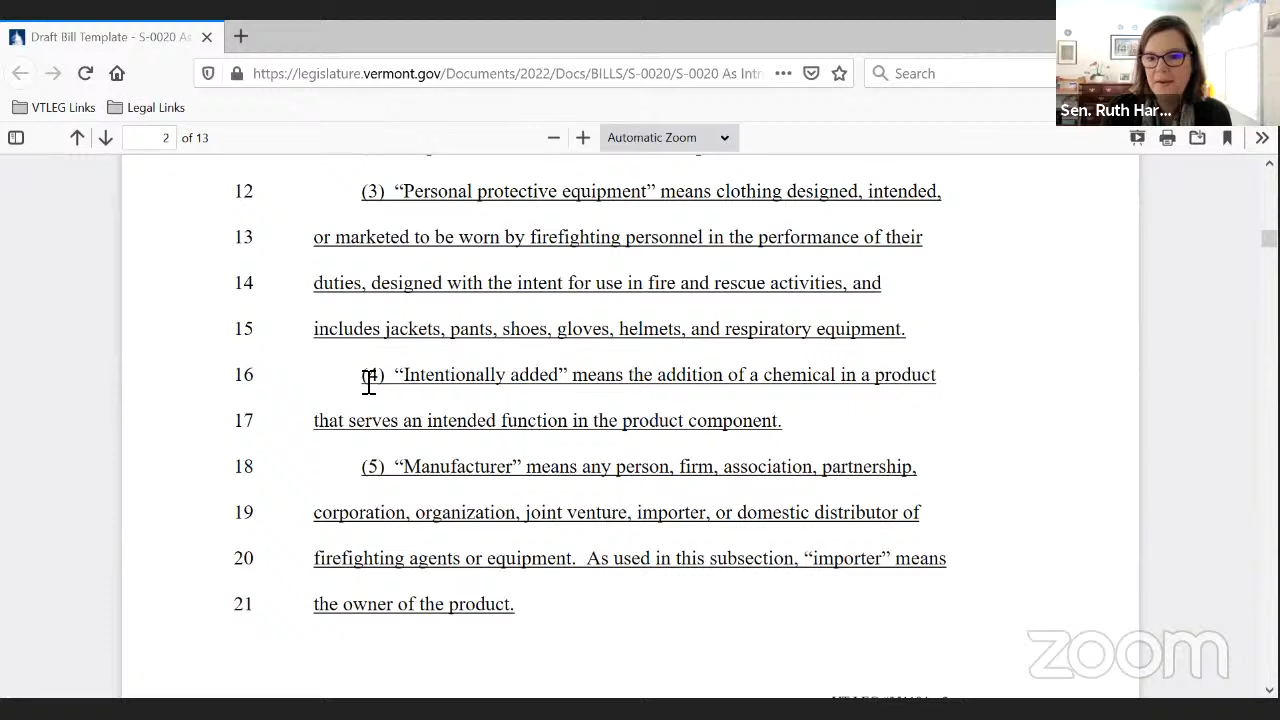 Draft Bill Template - S-0020 As
https://legislature.vermont.gov/Documents/2022/Docs/BILLS/S-0020/S-0020 As Int
Search
VTLEG Links
Legal Links
Sen. Ruth Har...
2 of 13
Automatic Zoom
12 (3) “Personal protective equipment” means clothing designed, intended,
13 or marketed to be worn by firefighting personnel in the performance of their
14 duties, designed with the intent for use in fire and rescue activities, and
15 includes jackets, pants, shoes, gloves, helmets, and respiratory equipment.
16 (4) “Intentionally added” means the addition of a chemical in a product
17 that serves an intended function in the product component.
18 (5) “Manufacturer” means any person, firm, association, partnership,
19 corporation, organization, joint venture, importer, or domestic distributor of
20 firefighting agents or equipment. As used in this subsection, “importer” means
21 the owner of the product.
zoom